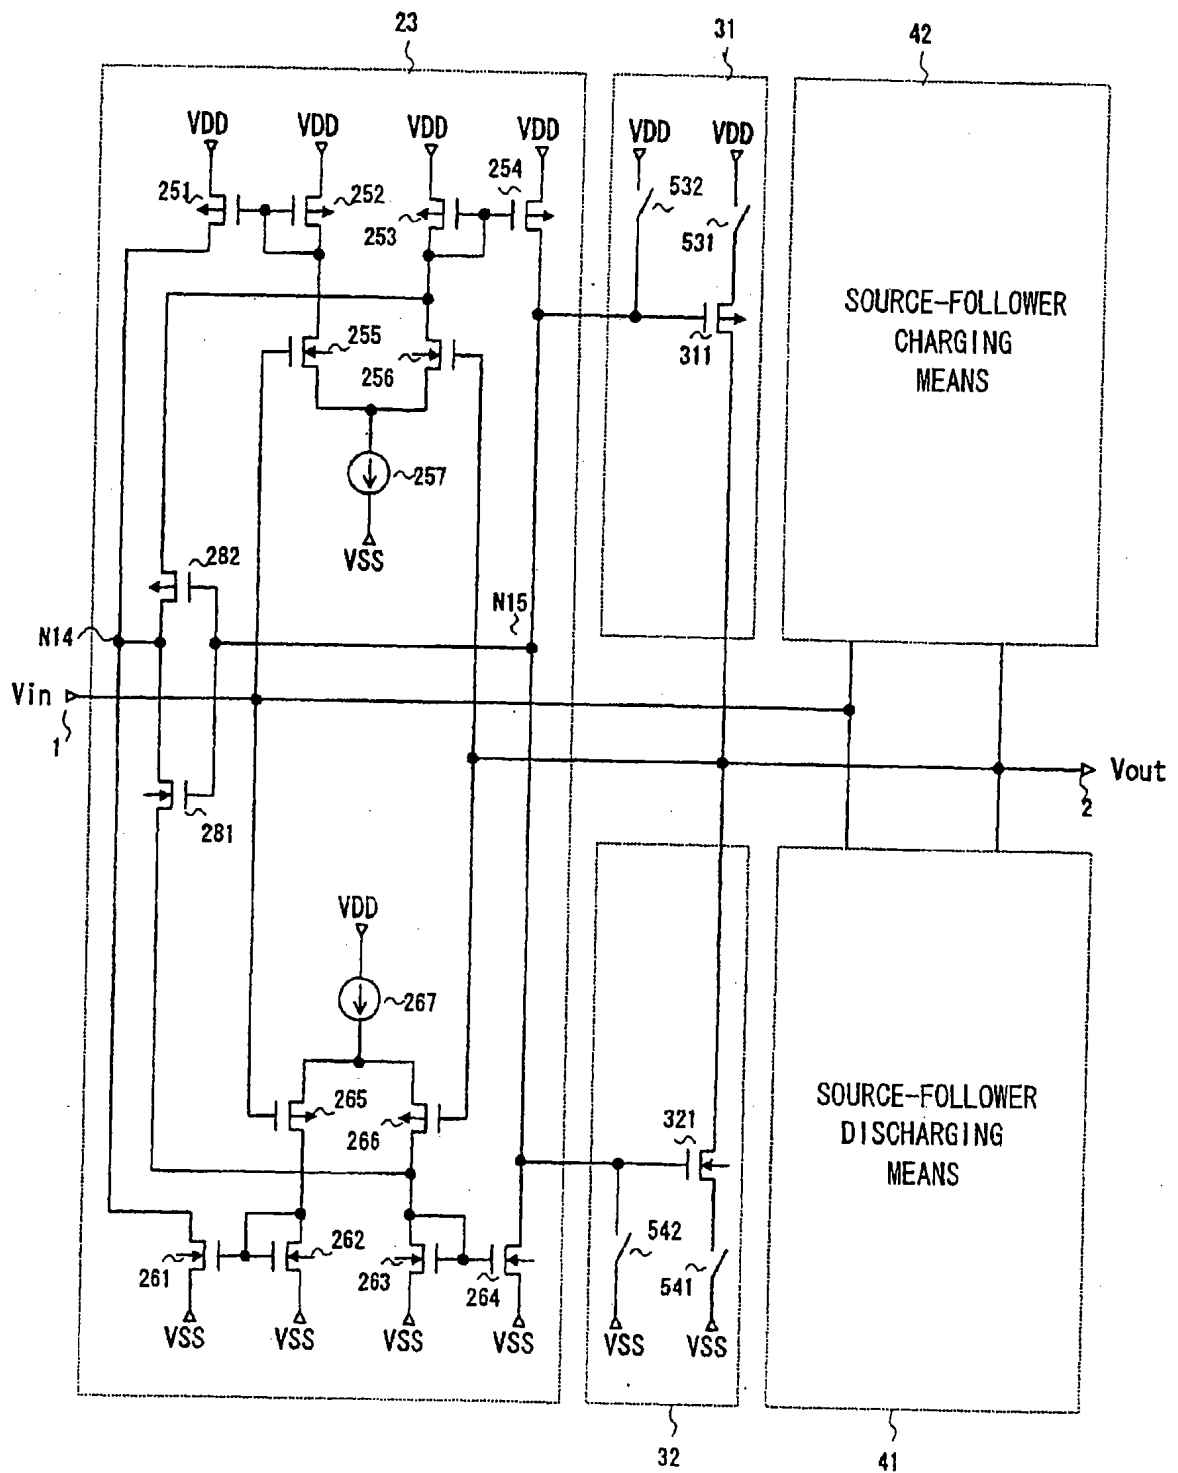 23
31
42
VDD
VDD
VDD
VDD
VDD
VDD
251
252
253
254
532
531
SOURCE-FOLLOWER
CHARGING
MEANS
255
256
311
257
VSS
282
N14
N15
Vin
1
Vout
2
281
VDD
267
265
266
321
SOURCE-FOLLOWER
DISCHARGING
MEANS
261
262
263
264
542
541
VSS
VSS
VSS
VSS
VSS
VSS
32
41